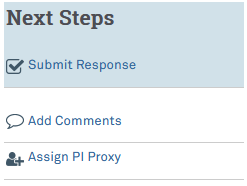 Next Steps
Submit Response
Add Comments
Assign PI Proxy